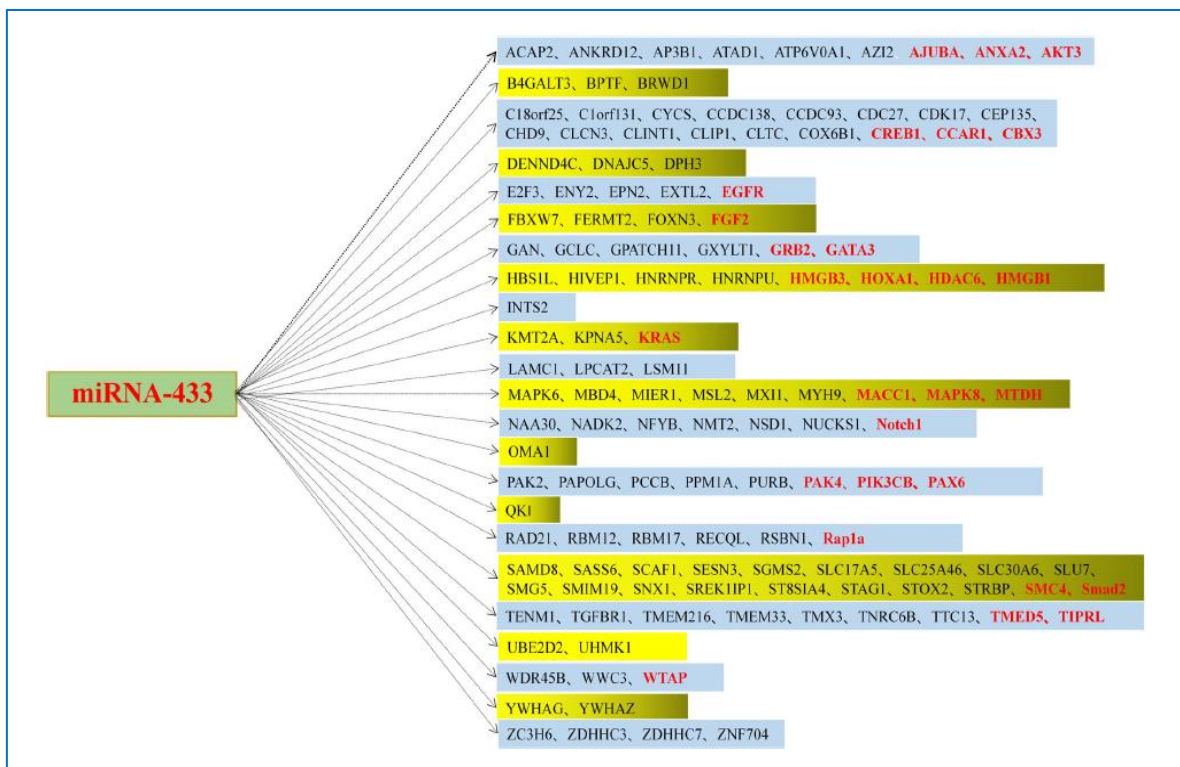 ACAP2、ANKRD12、AP3B1、ATAD1、ATP6V0A1、AZI2、AJUBA、ANXA2、AKT3
B4GALT3、BPTF、BRWD1
C18orf25、C1orf131、CYCS、CCDC138、CCDC93、CDC27、CDK17、CEP135、
CHD9、CLCN3、CLINT1、CLIP1、CLTC、COX6B1、CREB1、CCAR1、CBX3
DENND4C、DNAJC5、DPH3
E2F3、ENY2、EPN2、EXTL2、EGFR
FBXW7、FERMT2、FOXN3、FGF2
GAN、GCLC、GPATCH11、GXYLT1、GRB2、GATA3
HBS1L、HIVEP1、HNRNPR、HNRNPU、HMGB3、HOXA1、HDAC6、HMGB1
INTS2
KMT2A、KPNA5、KRAS
LAMC1、LPCAT2、LSM11
miRNA-433
MAPK6、MBD4、MIER1、MSL2、MXI1、MYH9、MACC1、MAPK8、MTDH
NAA30、NADK2、NFYB、NMT2、NSD1、NUCKS1、Notch1
OMA1
PAK2、PAPOLG、PCCB、PPM1A、PURB、PAK4、PIK3CB、PAX6
QK1
RAD21、RBM12、RBM17、RECQL、RSBN1、Rap1a
SAMD8、SASS6、SCAF1、SESN3、SGMS2、SLC17A5、SLC25A46、SLC30A6、SLU7、
SMG5、SMIM19、SNX1、SREK1IP1、ST8SIA4、STAG1、STOX2、STRBP、SMC4、Smad2
TENM1、TGFBR1、TMEM216、TMEM33、TMX3、TNRC6B、TTC13、TMED5、TIPRL
UBE2D2、UHMK1
WDR45B、WWC3、WTAP
YWHAG、YWHAZ
ZC3H6、ZDHHC3、ZDHHC7、ZNF704